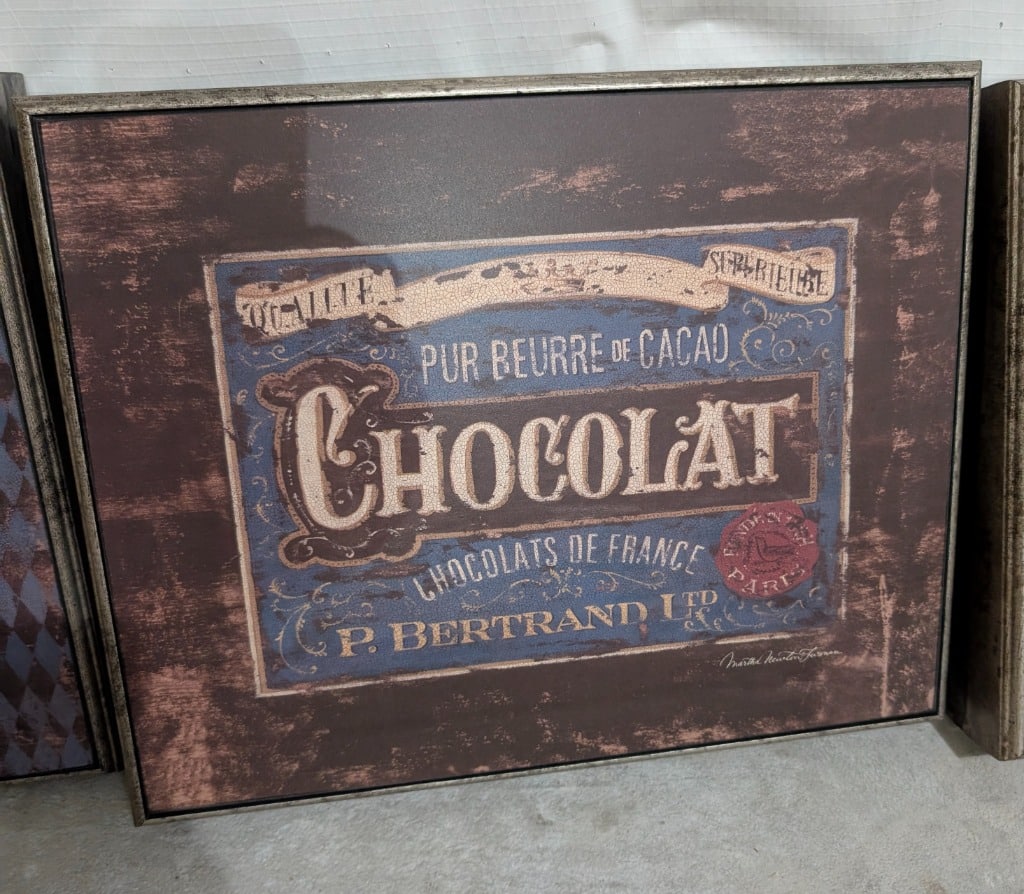 QUALITE
SUPERIEURE
PUR BEURRE DE CACAO
CHOCOLAT
CHOCOLATS DE FRANCE
PARIS
P. BERTRAND LTD